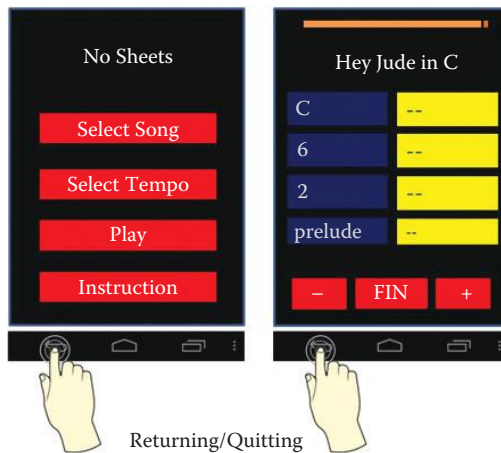 No Sheets
Select Song
Select Tempo
Play
Instruction
Hey Jude in C
C --
6 --
2 --
prelude --
– FIN +
Returning/Quitting